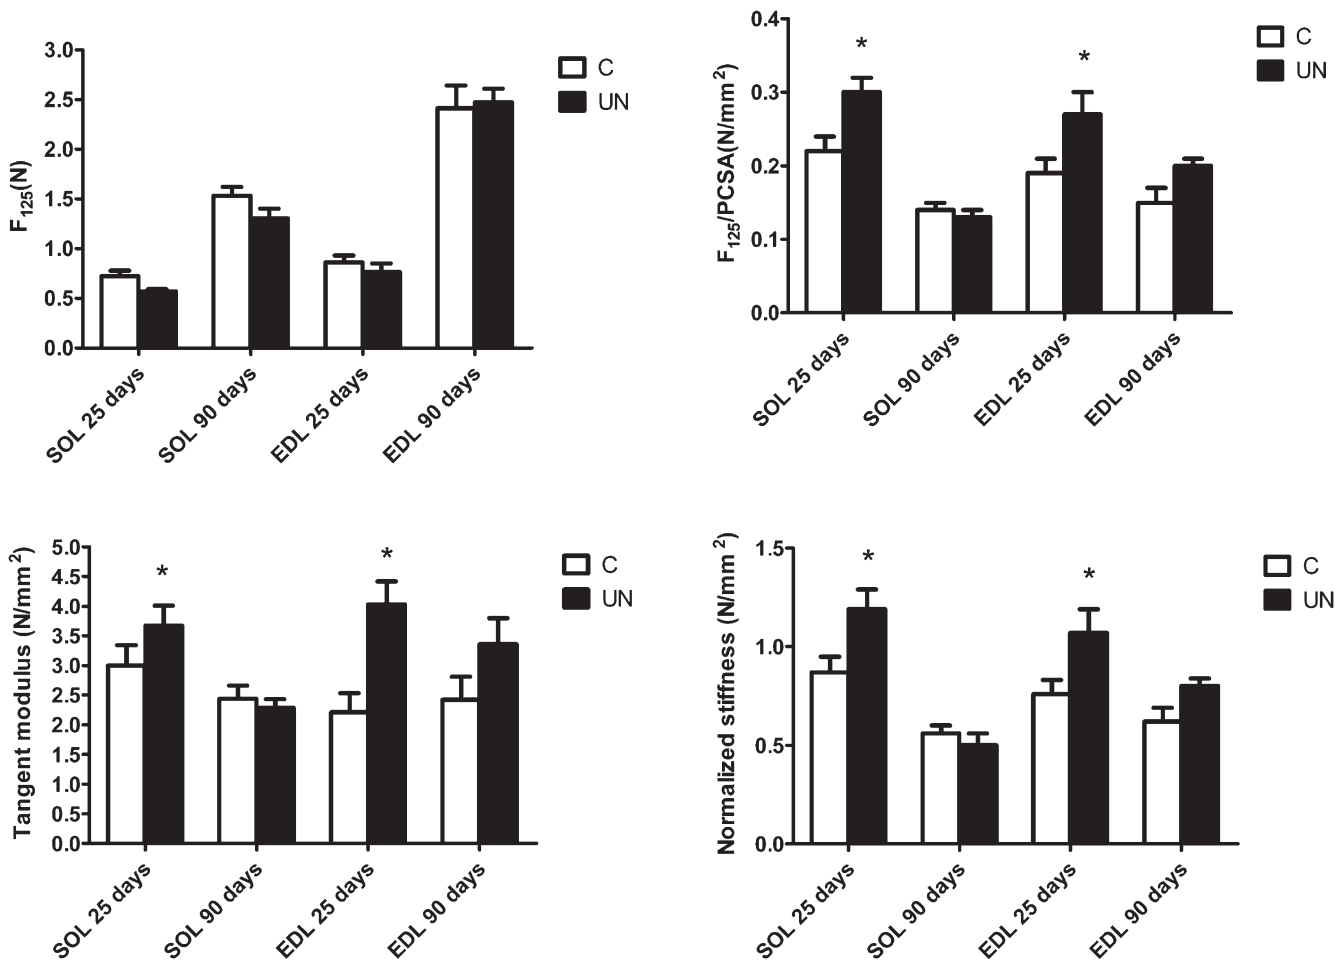 F125(N)
3.0
2.5
2.0
1.5
1.0
0.5
0.0
SOL 25 days
SOL 90 days
EDL 25 days
EDL 90 days
C
UN
F125/PCSA(N/mm2)
0.4
0.3
0.2
0.1
0.0
*
*
SOL 25 days
SOL 90 days
EDL 25 days
EDL 90 days
C
UN
Tangent modulus (N/mm2)
5.0
4.5
4.0
3.5
3.0
2.5
2.0
1.5
1.0
0.5
0.0
*
*
SOL 25 days
SOL 90 days
EDL 25 days
EDL 90 days
C
UN
Normalized stiffness (N/mm2)
1.5
1.0
0.5
0.0
*
*
SOL 25 days
SOL 90 days
EDL 25 days
EDL 90 days
C
UN